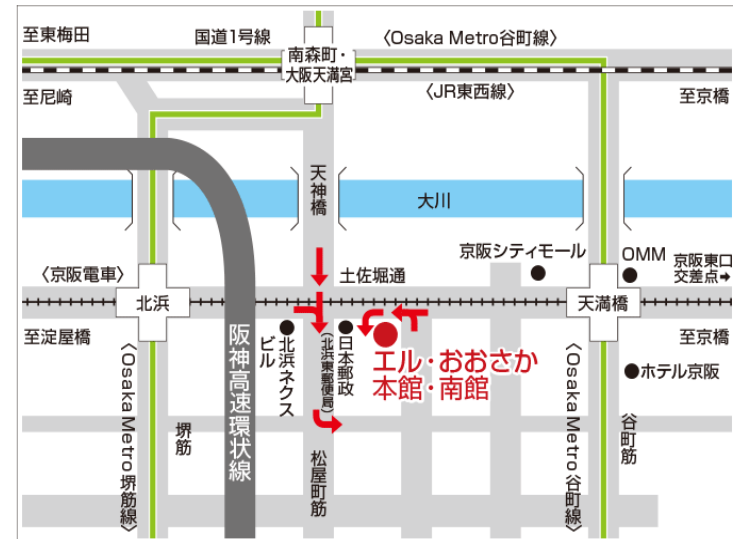 至東梅田
国道1号線
〈Osaka Metro谷町線〉
南森町・
大阪天満宮
至尼崎
〈JR東西線〉
至京橋
天神橋
大川
京阪シティモール
OMM
京阪東口
交差点➡
〈京阪電車〉
土佐堀通
北浜
天満橋
至淀屋橋
至京橋
阪神高速環状線
北浜ネクス
ビル
日本郵政
(北浜東郵便局)
エル・おおさか
本館・南館
ホテル京阪
〈Osaka Metro堺筋線〉
堺筋
松屋町筋
〈Osaka Metro谷町線〉
谷町筋